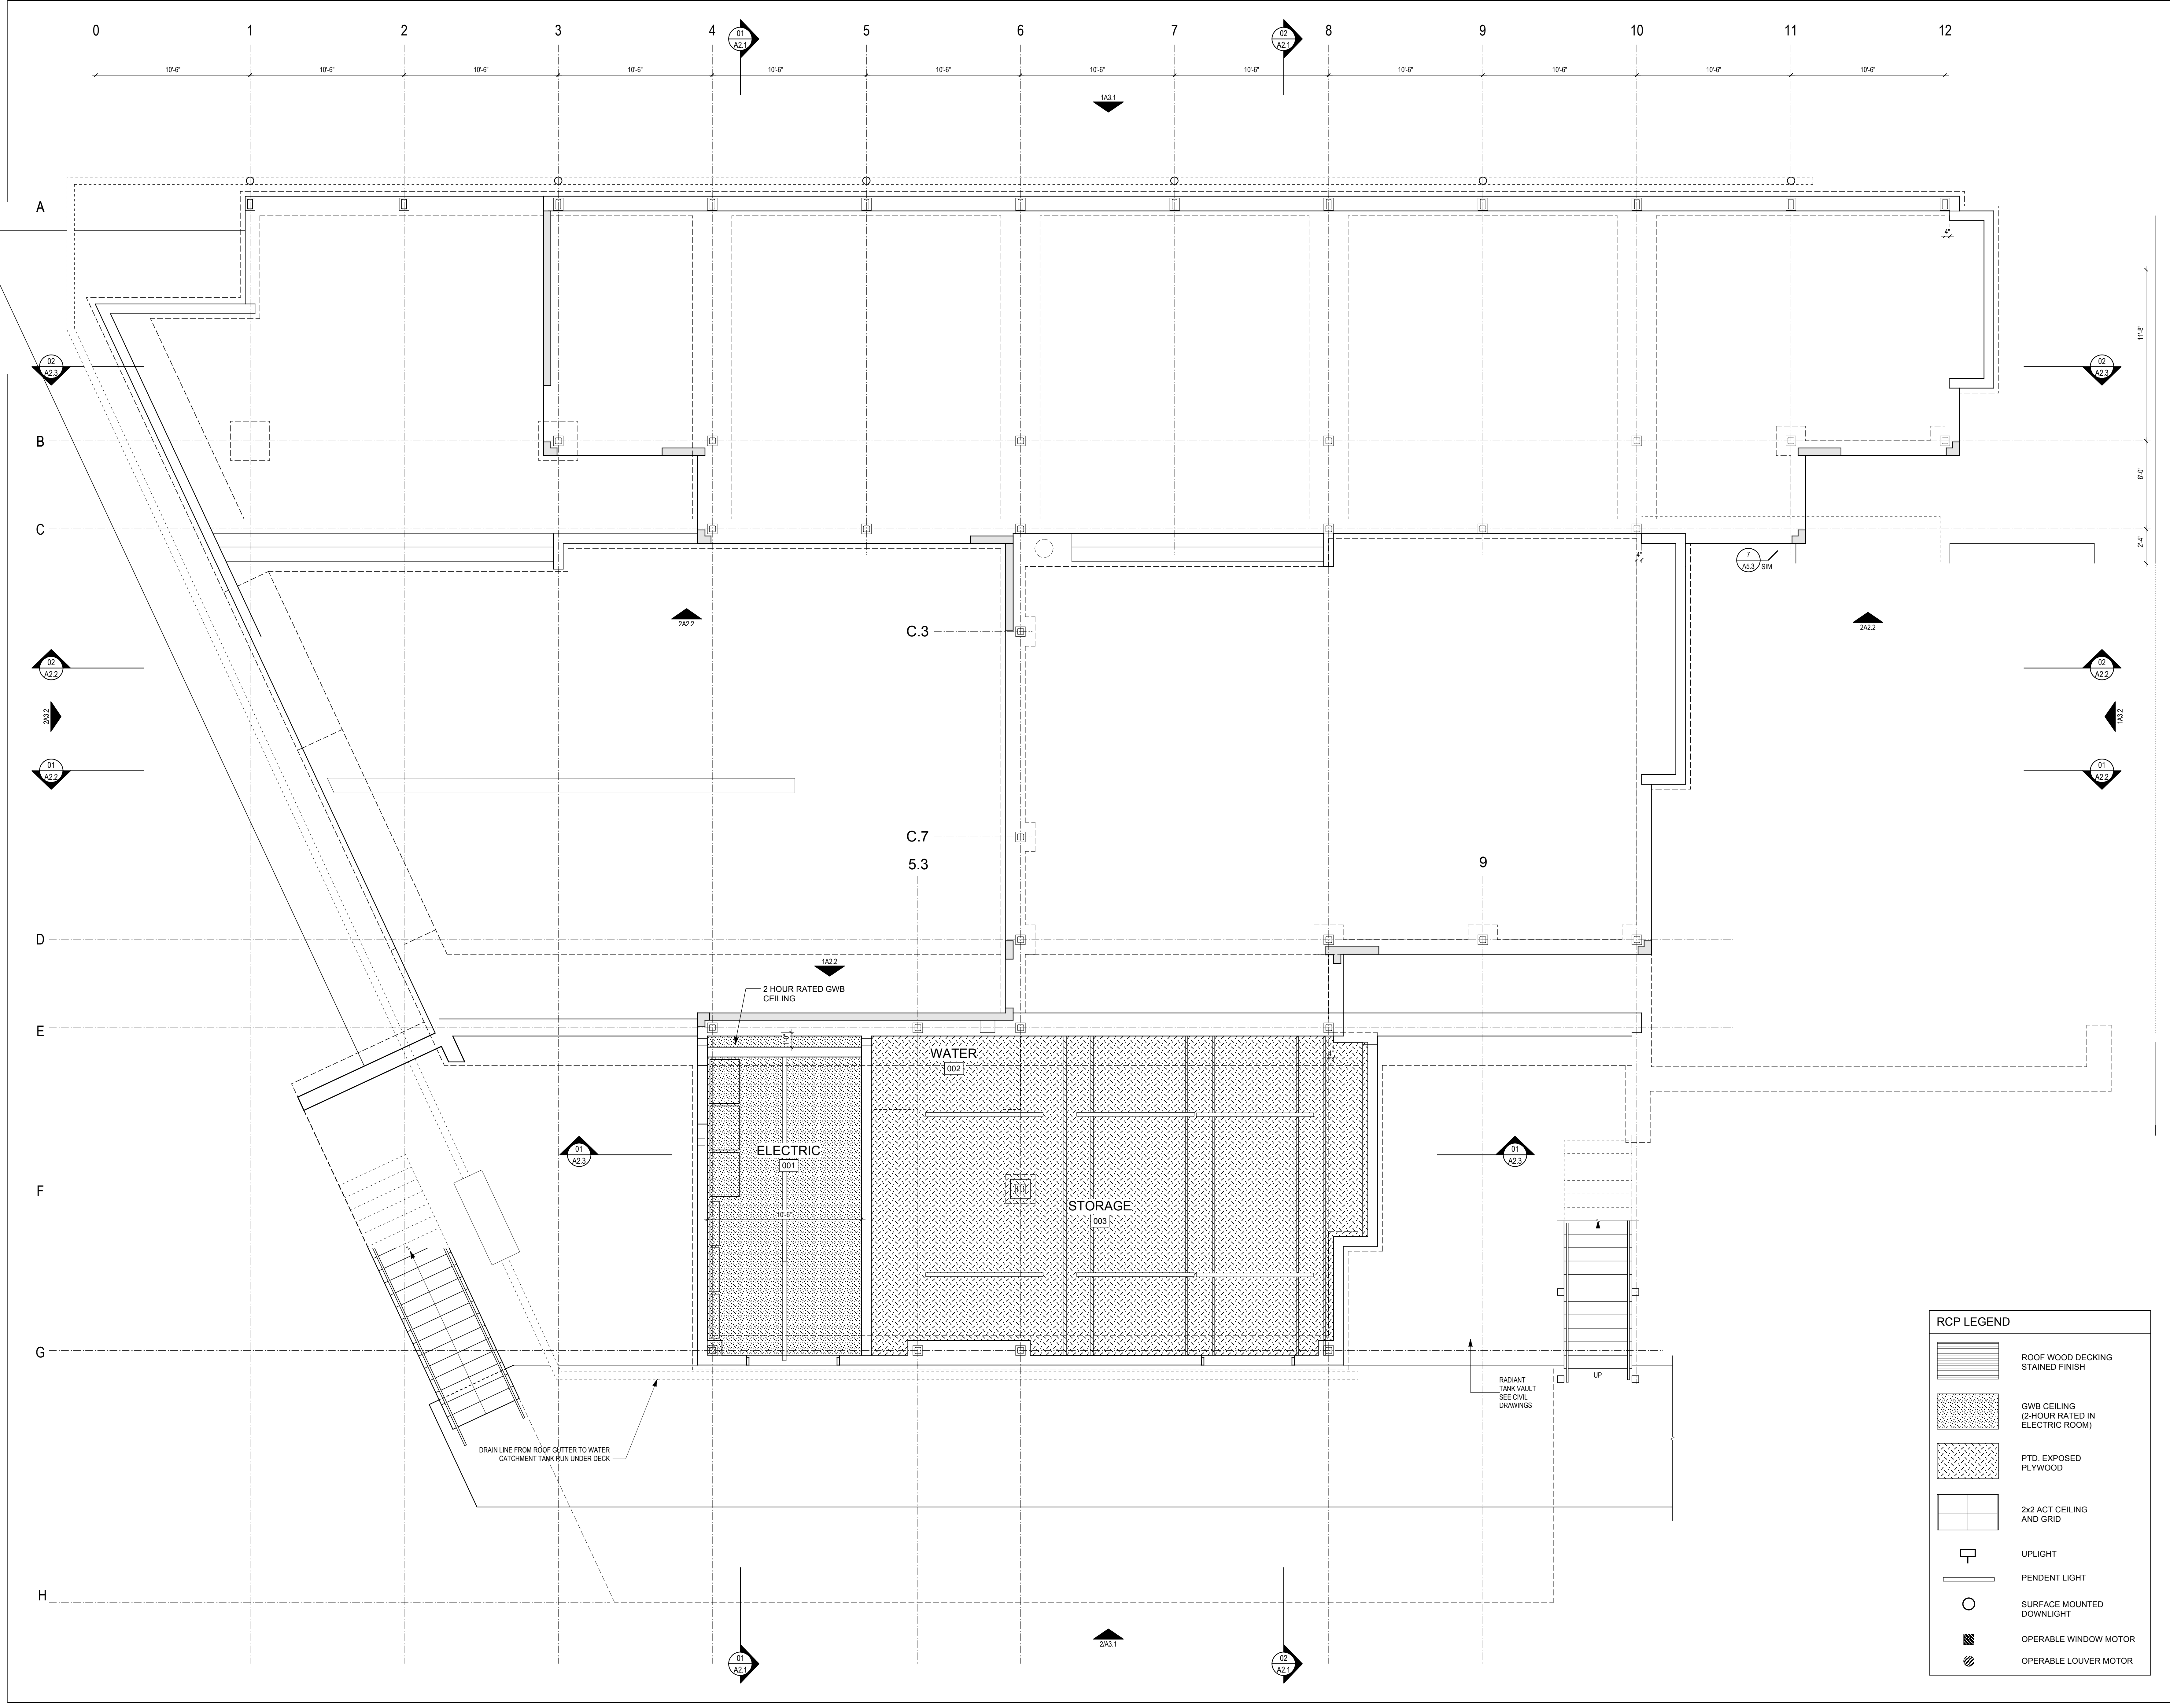 0 1 2 3 4 5 6 7 8 9 10 11 12
01
A2.1
02
A2.1
10'-6" 10'-6" 10'-6" 10'-6" 10'-6" 10'-6" 10'-6" 10'-6" 10'-6" 10'-6" 10'-6" 10'-6"
1A3.1
A
4"
11'-8"
02
A2.3
02
A2.3
B
6'-0"
C
2'-4"
4"
7
A5.3
SIM
2A2.2
C.3
2A2.2
02
A2.2
02
A2.2
2A3.2
1A3.2
01
A2.2
01
A2.2
C.7
5.3
9
D
1A2.2
2 HOUR RATED GWB
CEILING
E
1'-0"
WATER
002
4"
ELECTRIC
001
01
A2.3
01
A2.3
F
STORAGE
003
10'-6"
G
UP
RADIANT
TANK VAULT
SEE CIVIL
DRAWINGS
DRAIN LINE FROM ROOF GUTTER TO WATER
CATCHMENT TANK RUN UNDER DECK
H
2/A3.1
01
A2.1
02
A2.1
RCP LEGEND
ROOF WOOD DECKING
STAINED FINISH
GWB CEILING
(2-HOUR RATED IN
ELECTRIC ROOM)
PTD. EXPOSED
PLYWOOD
2x2 ACT CEILING
AND GRID
UPLIGHT
PENDENT LIGHT
SURFACE MOUNTED
DOWNLIGHT
OPERABLE WINDOW MOTOR
OPERABLE LOUVER MOTOR